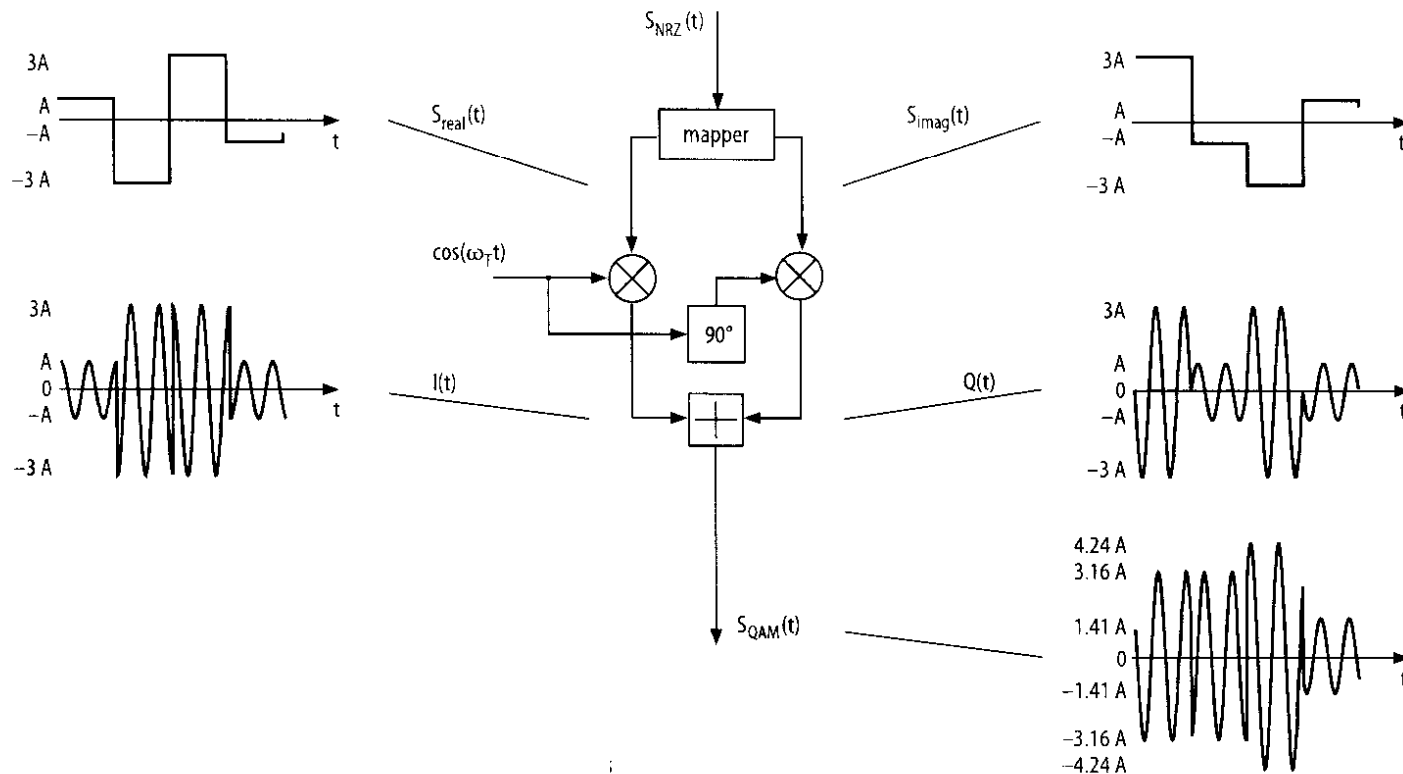 S_NRZ(t)
3A
A
−A
−3 A
t
S_real(t)
mapper
S_imag(t)
3A
A
−A
−3 A
t
cos(ω_T t)
90°
3A
A
0
−A
−3 A
t
I(t)
Q(t)
3A
A
0
−A
−3 A
t
S_QAM(t)
4.24 A
3.16 A
1.41 A
0
−1.41 A
−3.16 A
−4.24 A
t